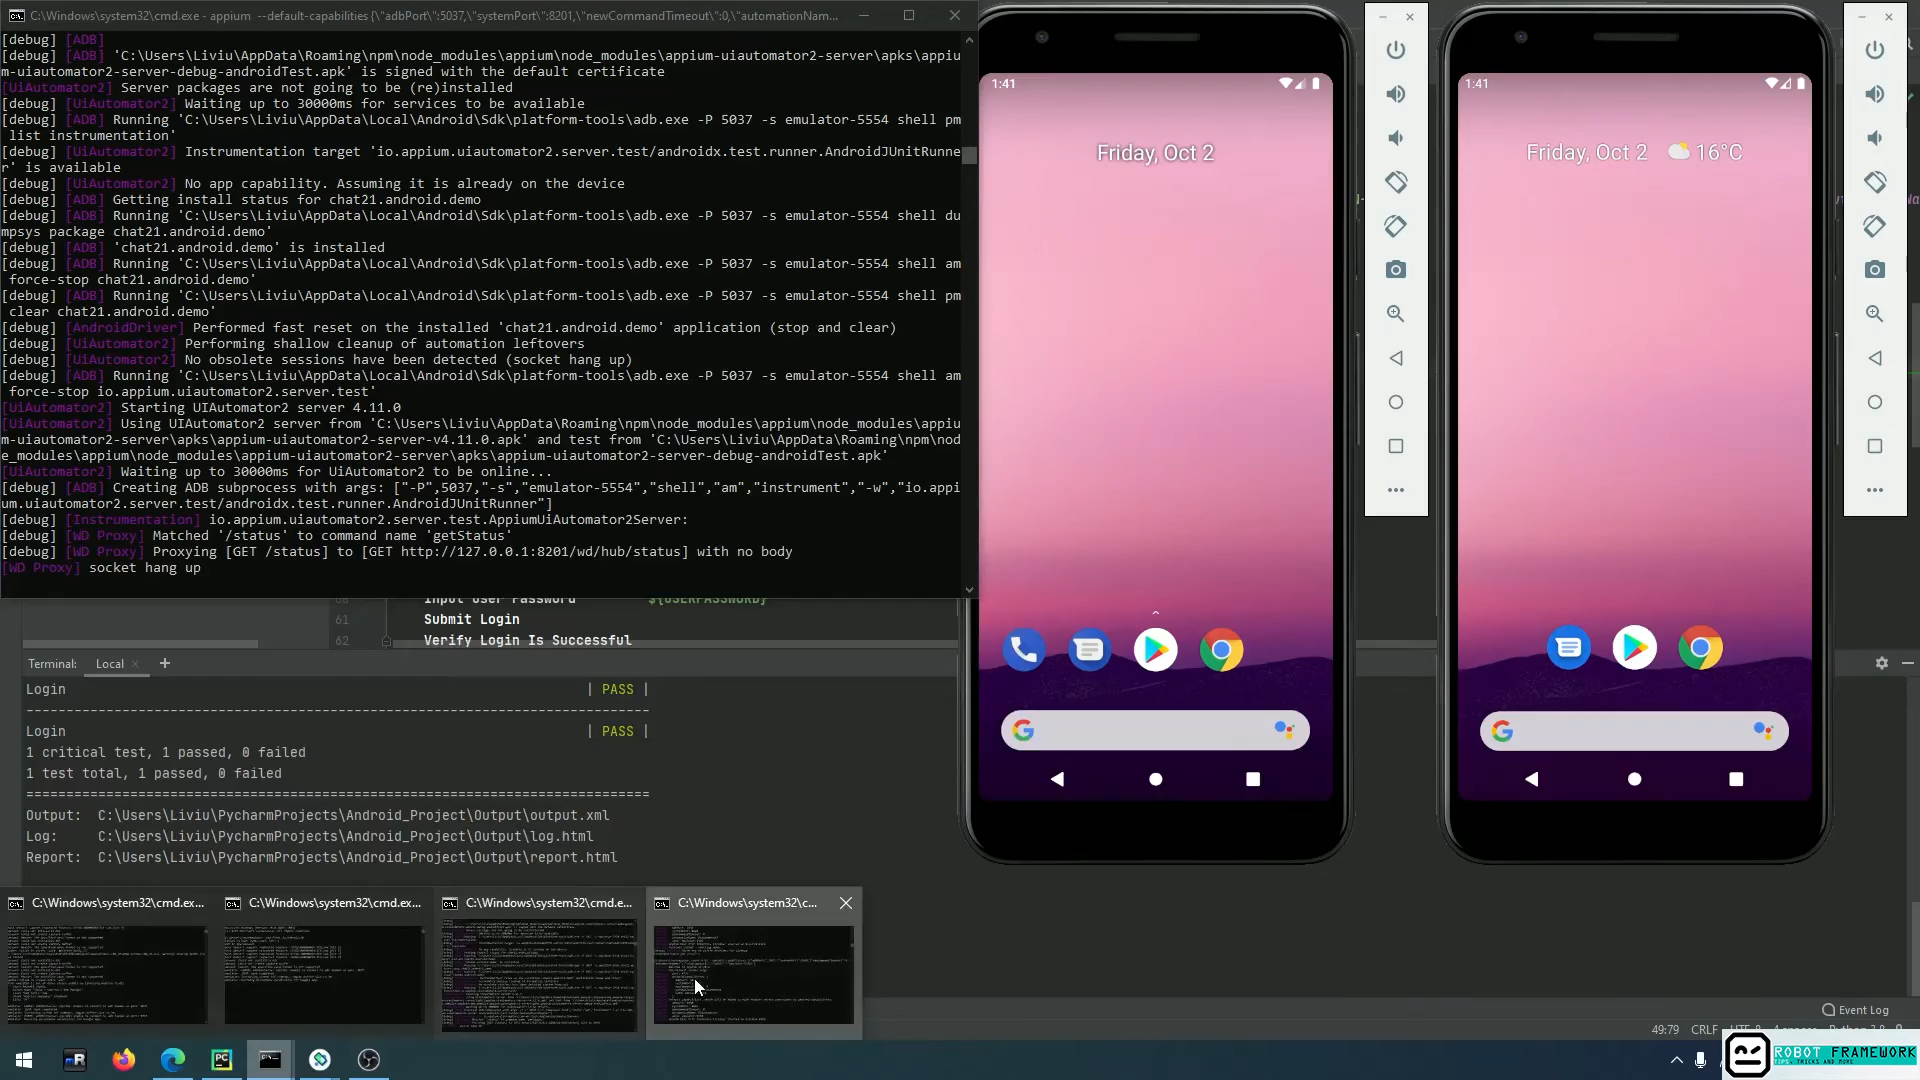 C:\Windows\system32\cmd.exe - appium  --default-capabilities {\"adbPort\":5037,\"systemPort\":8201,\"newCommandTimeout\":0,\"automationNam...
[debug] [ADB]
[debug] [ADB]  'C:\Users\Liviu\AppData\Roaming\npm\node_modules\appium\node_modules\appium-uiautomator2-server\apks\appiu
m-uiautomator2-server-debug-androidTest.apk' is signed with the default certificate
[UiAutomator2] Server packages are not going to be (re)installed
[debug] [UiAutomator2] Waiting up to 30000ms for services to be available
[debug] [ADB] Running 'C:\Users\Liviu\AppData\Local\Android\Sdk\platform-tools\adb.exe -P 5037 -s emulator-5554 shell pm
list instrumentation'
[debug] [UiAutomator2] Instrumentation target 'io.appium.uiautomator2.server.test/androidx.test.runner.AndroidJUnitRunne
r' is available
[debug] [UiAutomator2] No app capability. Assuming it is already on the device
[debug] [ADB] Getting install status for chat21.android.demo
[debug] [ADB] Running 'C:\Users\Liviu\AppData\Local\Android\Sdk\platform-tools\adb.exe -P 5037 -s emulator-5554 shell du
mpsys package chat21.android.demo'
[debug] [ADB] 'chat21.android.demo' is installed
[debug] [ADB] Running 'C:\Users\Liviu\AppData\Local\Android\Sdk\platform-tools\adb.exe -P 5037 -s emulator-5554 shell am
force-stop chat21.android.demo'
[debug] [ADB] Running 'C:\Users\Liviu\AppData\Local\Android\Sdk\platform-tools\adb.exe -P 5037 -s emulator-5554 shell pm
clear chat21.android.demo'
[debug] [AndroidDriver] Performed fast reset on the installed 'chat21.android.demo' application (stop and clear)
[debug] [UiAutomator2] Performing shallow cleanup of automation leftovers
[debug] [UiAutomator2] No obsolete sessions have been detected (socket hang up)
[debug] [ADB] Running 'C:\Users\Liviu\AppData\Local\Android\Sdk\platform-tools\adb.exe -P 5037 -s emulator-5554 shell am
force-stop io.appium.uiautomator2.server.test'
[UiAutomator2] Starting UIAutomator2 server 4.11.0
[UiAutomator2] Using UIAutomator2 server from 'C:\Users\Liviu\AppData\Roaming\npm\node_modules\appium\node_modules\appiu
m-uiautomator2-server\apks\appium-uiautomator2-server-v4.11.0.apk' and test from 'C:\Users\Liviu\AppData\Roaming\npm\nod
e_modules\appium\node_modules\appium-uiautomator2-server\apks\appium-uiautomator2-server-debug-androidTest.apk'
[UiAutomator2] Waiting up to 30000ms for UiAutomator2 to be online...
[debug] [ADB] Creating ADB subprocess with args: ["-P",5037,"-s","emulator-5554","shell","am","instrument","-w","io.appi
um.uiautomator2.server.test/androidx.test.runner.AndroidJUnitRunner"]
[debug] [Instrumentation] io.appium.uiautomator2.server.test.AppiumUiAutomator2Server:
[debug] [WD Proxy] Matched '/status' to command name 'getStatus'
[debug] [WD Proxy] Proxying [GET /status] to [GET http://127.0.0.1:8201/wd/hub/status] with no body
[WD Proxy] socket hang up
1:41
Friday, Oct 2
1:41
Friday, Oct 2 16°C
Input User Password ${USERPASSWORD}
61 Submit Login
62 Verify Login Is Successful
Terminal: Local +
Login | PASS |
Login | PASS |
1 critical test, 1 passed, 0 failed
1 test total, 1 passed, 0 failed
Output:  C:\Users\Liviu\PycharmProjects\Android_Project\Output\output.xml
Log:     C:\Users\Liviu\PycharmProjects\Android_Project\Output\log.html
Report:  C:\Users\Liviu\PycharmProjects\Android_Project\Output\report.html
C:\Windows\system32\cmd.ex...
C:\Windows\system32\cmd.ex...
C:\Windows\system32\cmd.e...
C:\Windows\system32\c...
Event Log
49:79 CRLF
ROBOT FRAMEWORK
TIPS, TRICKS AND MORE